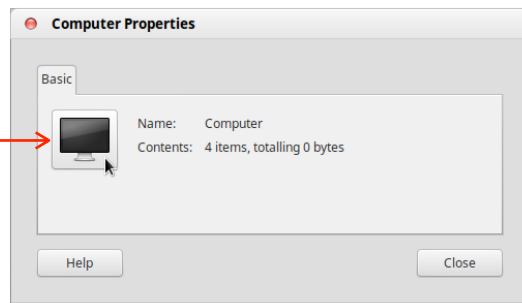 Computer Properties
Basic
Name: Computer
Contents: 4 items, totalling 0 bytes
Help Close